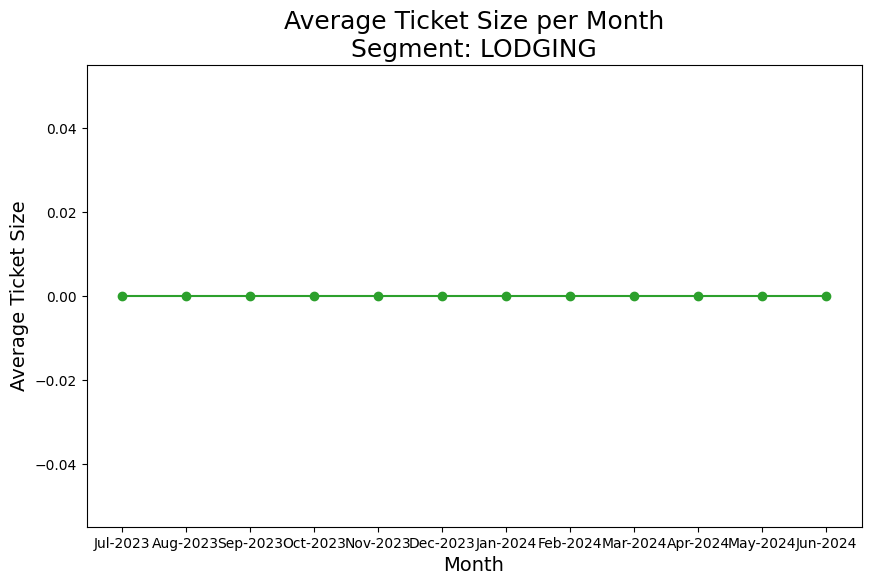 Average Ticket Size per Month
Segment: LODGING
Average Ticket Size
0.04
0.02
0.00
−0.02
−0.04
Jul-2023 Aug-2023 Sep-2023 Oct-2023 Nov-2023 Dec-2023 Jan-2024 Feb-2024 Mar-2024 Apr-2024 May-2024 Jun-2024
Month